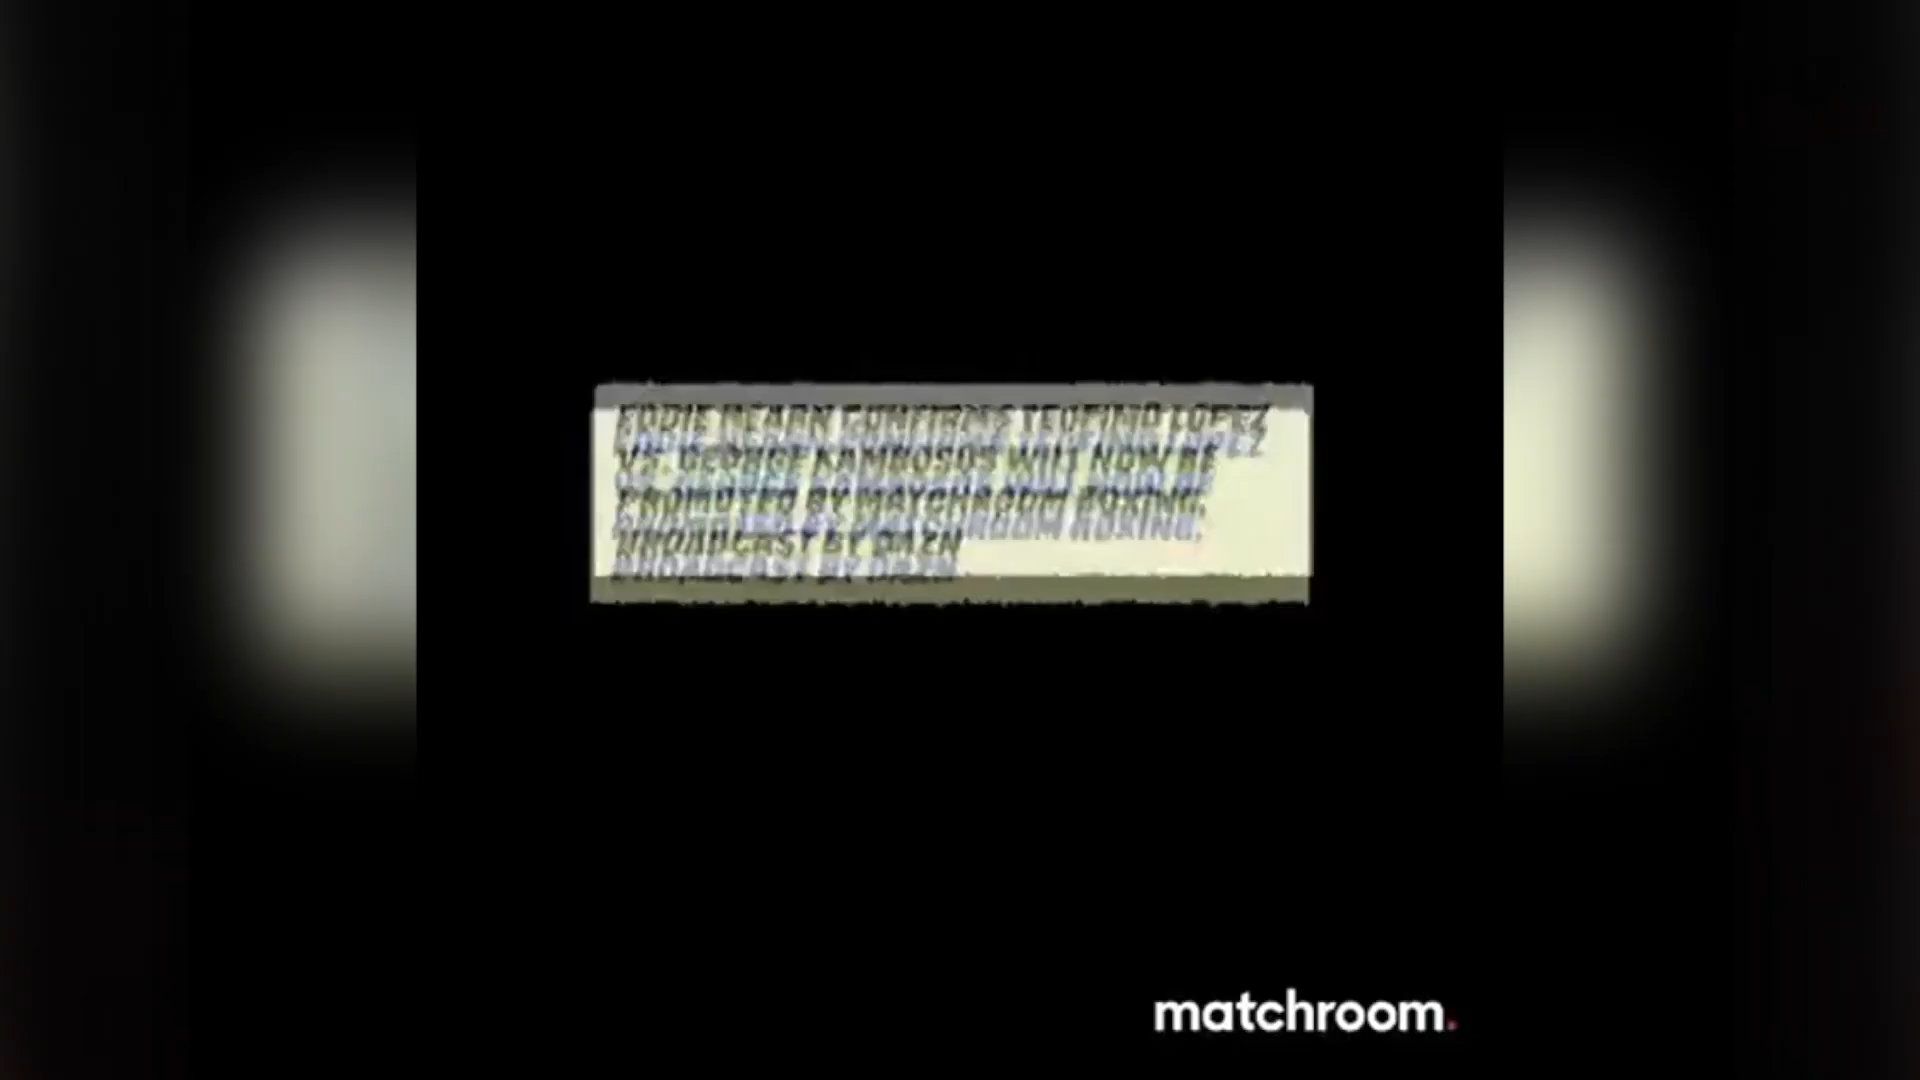 EDDIE HEARN CONFIRMS TEOFIMO LOPEZ
VS. GEORGE KAMBOSOS WILL NOW BE
PROMOTED BY MATCHROOM BOXING,
BROADCAST BY DAZN
matchroom.